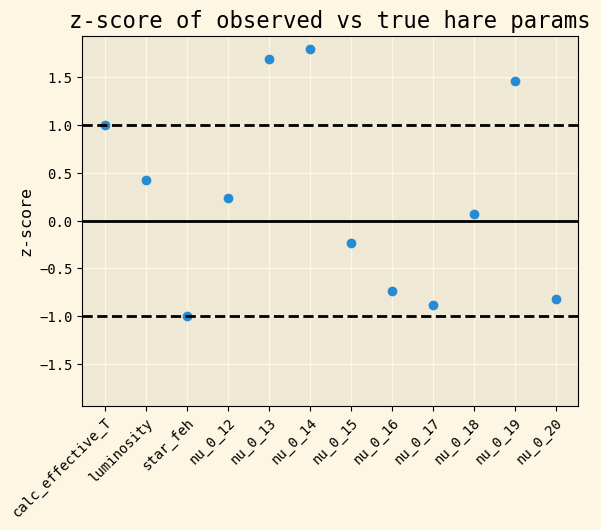 z-score of observed vs true hare params
z-score
1.5
1.0
0.5
0.0
−0.5
−1.0
−1.5
calc_effective_T
luminosity
star_feh
nu_0_12
nu_0_13
nu_0_14
nu_0_15
nu_0_16
nu_0_17
nu_0_18
nu_0_19
nu_0_20